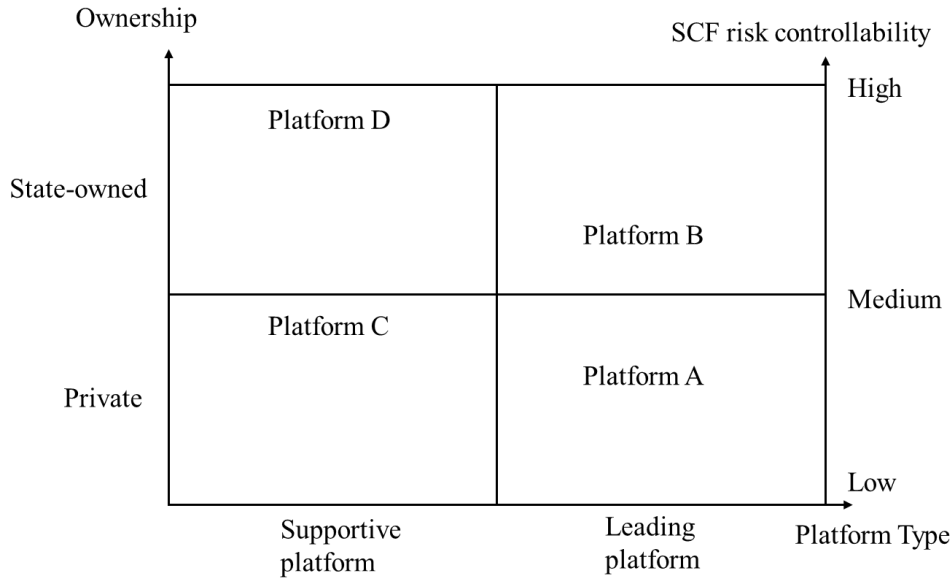 Ownership
SCF risk controllability
High
Platform D
State-owned
Platform B
Medium
Platform C
Platform A
Private
Low
Supportive
platform
Leading
platform
Platform Type